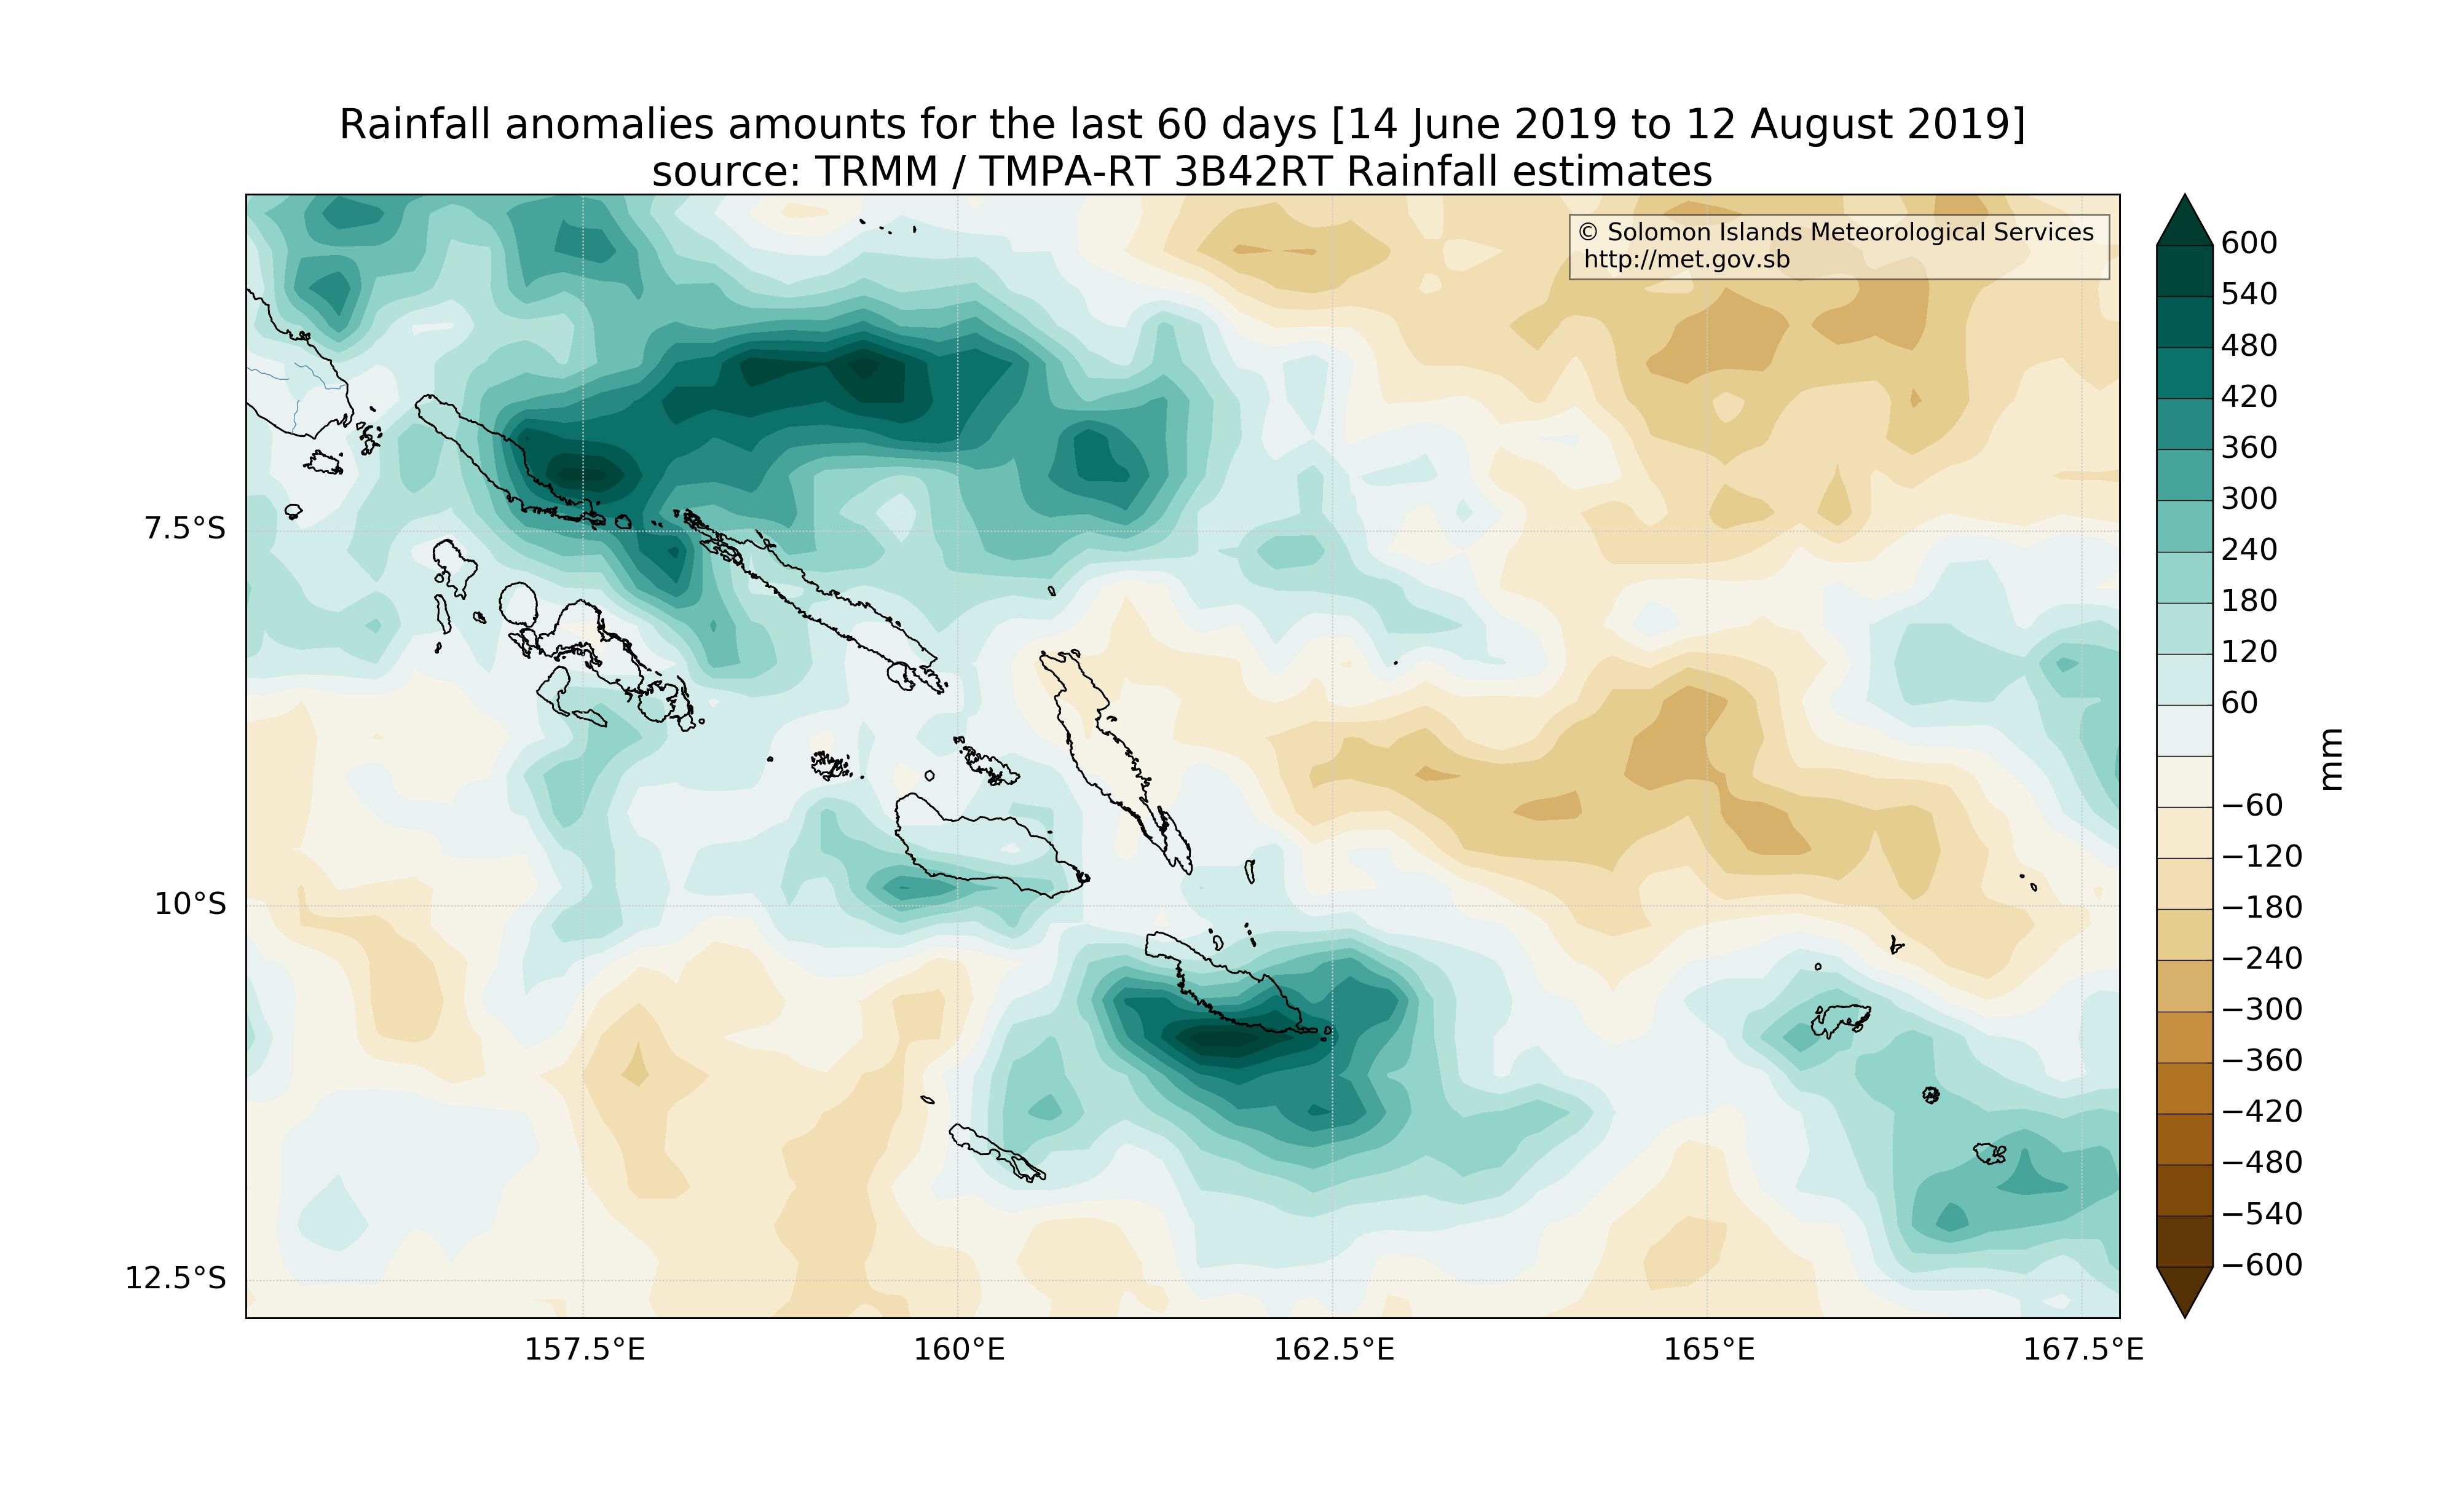 Rainfall anomalies amounts for the last 60 days [14 June 2019 to 12 August 2019]
source: TRMM / TMPA-RT 3B42RT Rainfall estimates
© Solomon Islands Meteorological Services
http://met.gov.sb
7.5°S
10°S
12.5°S
157.5°E
160°E
162.5°E
165°E
167.5°E
600
540
480
420
360
300
240
180
120
60
−60
−120
−180
−240
−300
−360
−420
−480
−540
−600
mm